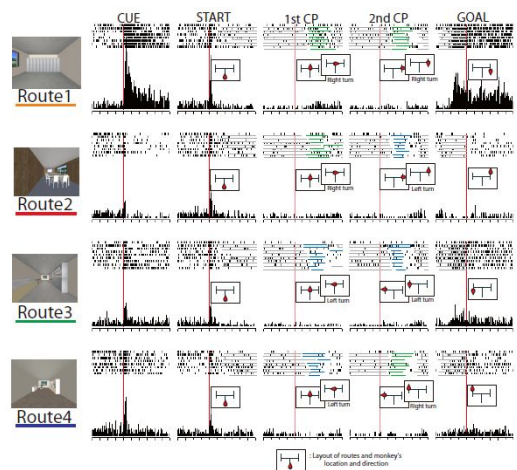 CUE START 1st CP 2nd CP GOAL
Right turn Right turn
Route1
Right turn Left turn
Route2
Left turn Left turn
Route3
Left turn Right turn
Route4
: Layout of routes and monkey's
location and direction